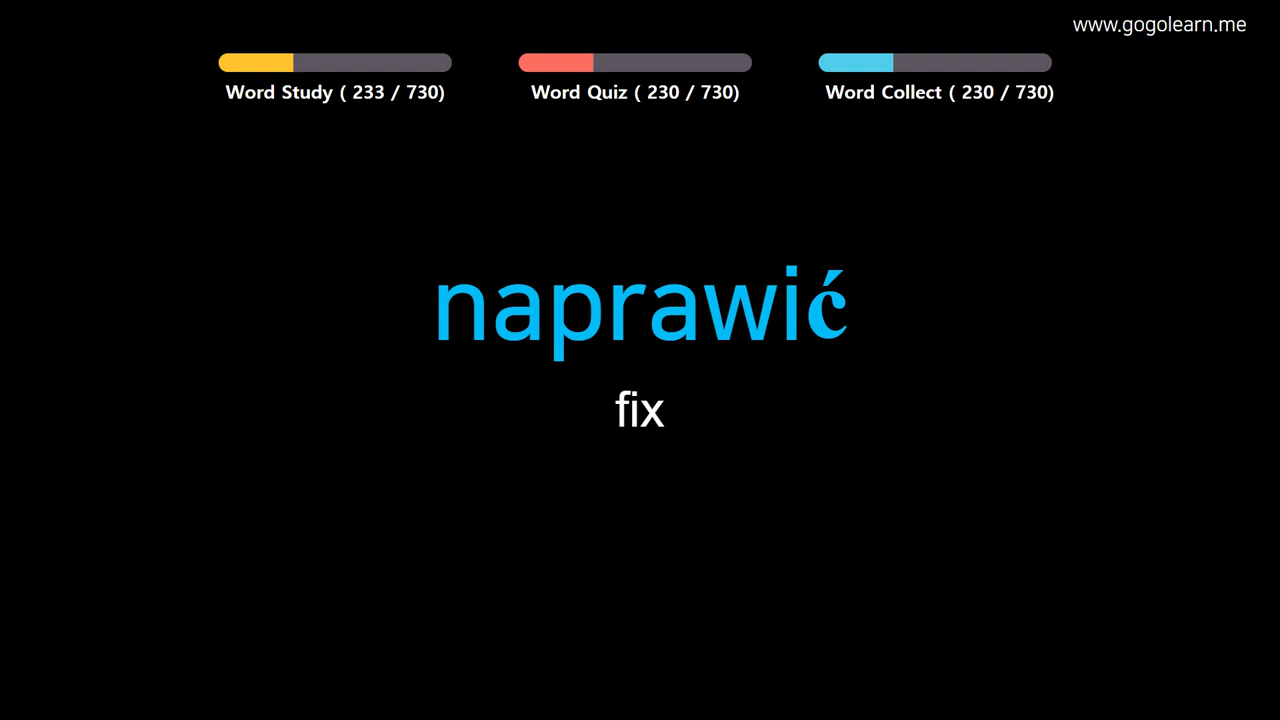 www.gogolearn.me
Word Study ( 233 / 730)
Word Quiz ( 230 / 730)
Word Collect ( 230 / 730)
naprawić
fix